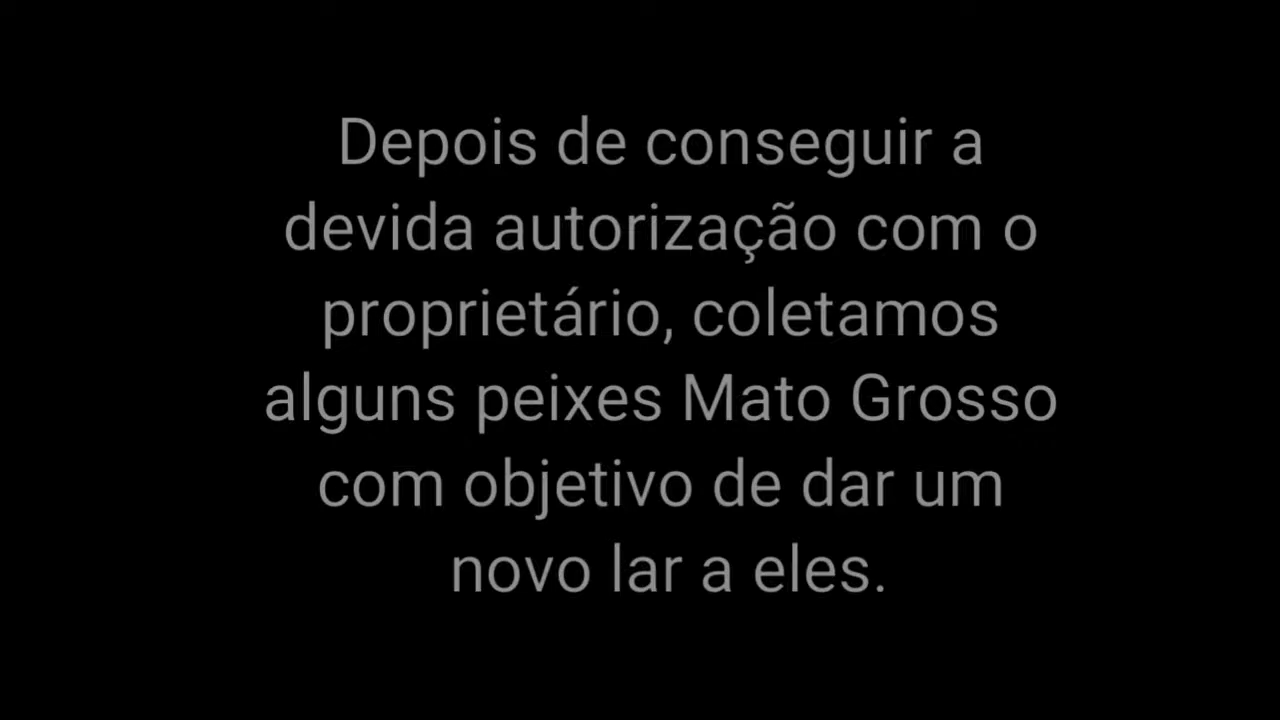 Depois de conseguir a
devida autorização com o
proprietário, coletamos
alguns peixes Mato Grosso
com objetivo de dar um
novo lar a eles.